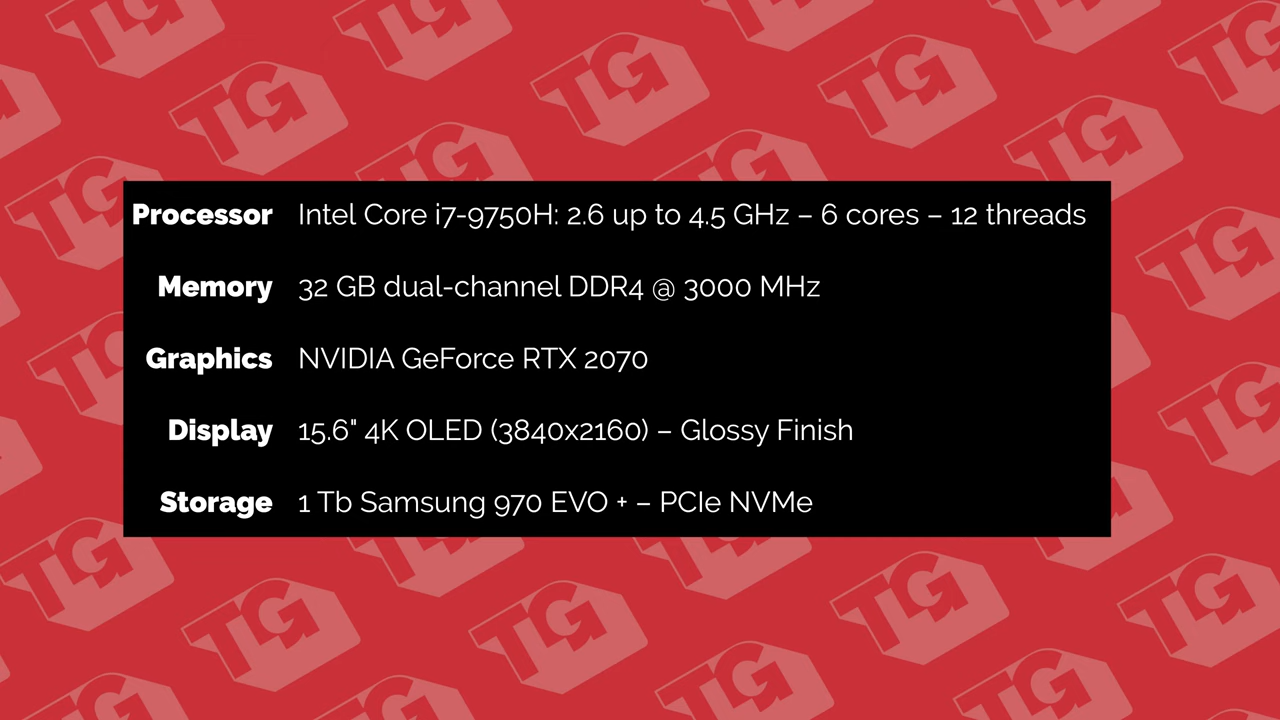 Processor Intel Core i7-9750H: 2.6 up to 4.5 GHz – 6 cores – 12 threads
Memory 32 GB dual-channel DDR4 @ 3000 MHz
Graphics NVIDIA GeForce RTX 2070
Display 15.6" 4K OLED (3840x2160) – Glossy Finish
Storage 1 Tb Samsung 970 EVO + – PCIe NVMe
TLG